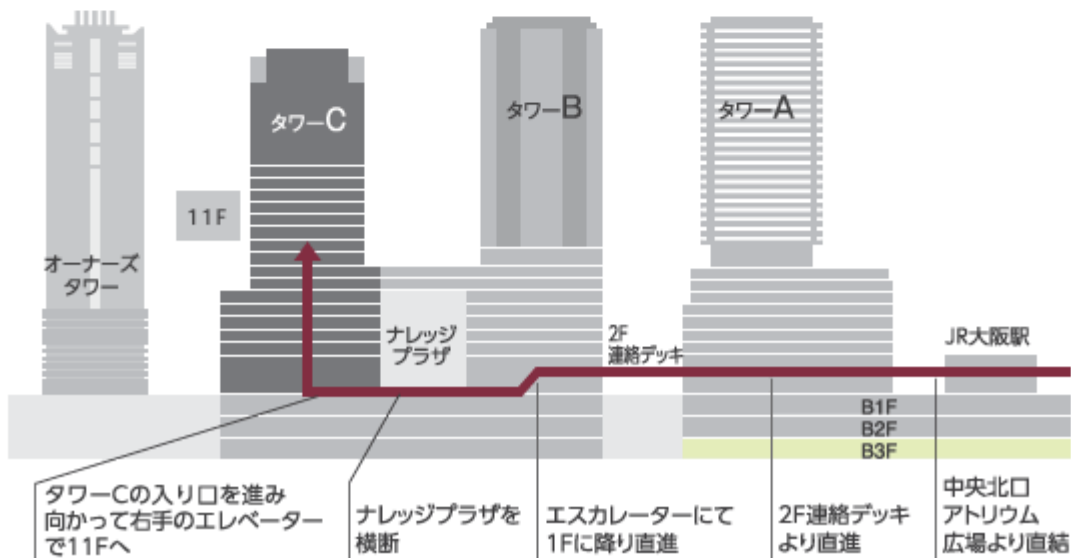 タワーC
タワーB
タワーA
11F
オーナーズ
タワー
ナレッジ
プラザ
2F
連絡デッキ
JR大阪駅
B1F
B2F
B3F
タワーCの入り口を進み
向かって右手のエレベーター
で11Fへ
ナレッジプラザを
横断
エスカレーターにて
1Fに降り直進
2F連絡デッキ
より直進
中央北口
アトリウム
広場より直結